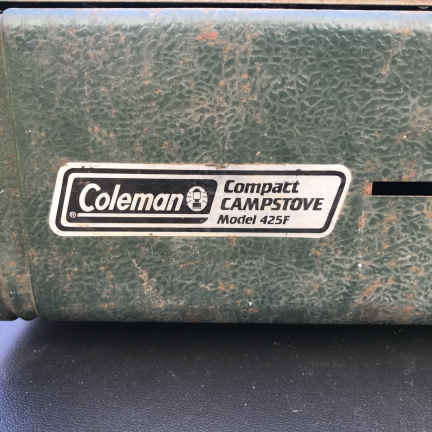 Coleman
®
Compact
CAMPSTOVE
Model 425F